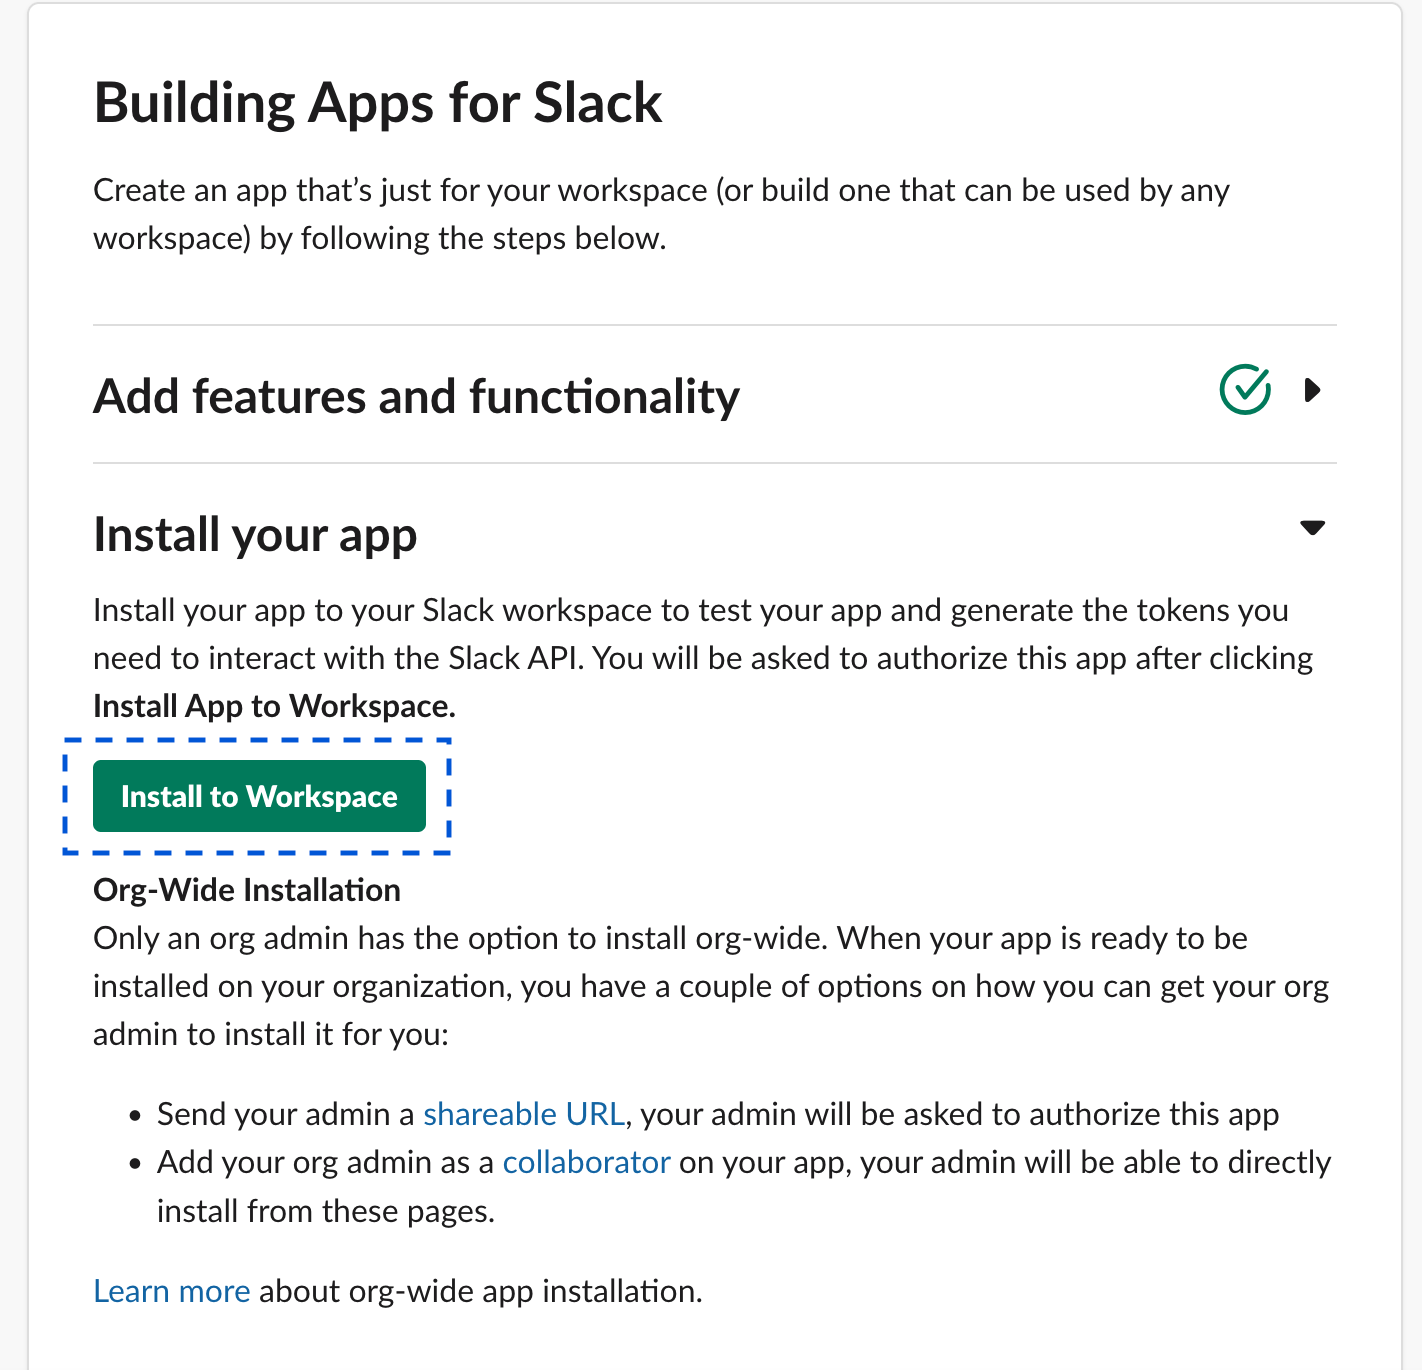 Building Apps for Slack
Create an app that’s just for your workspace (or build one that can be used by any
workspace) by following the steps below.
Add features and functionality
Install your app
Install your app to your Slack workspace to test your app and generate the tokens you
need to interact with the Slack API. You will be asked to authorize this app after clicking
Install App to Workspace.
Install to Workspace
Org-Wide Installation
Only an org admin has the option to install org-wide. When your app is ready to be
installed on your organization, you have a couple of options on how you can get your org
admin to install it for you:
• Send your admin a shareable URL, your admin will be asked to authorize this app
• Add your org admin as a collaborator on your app, your admin will be able to directly
install from these pages.
Learn more about org-wide app installation.